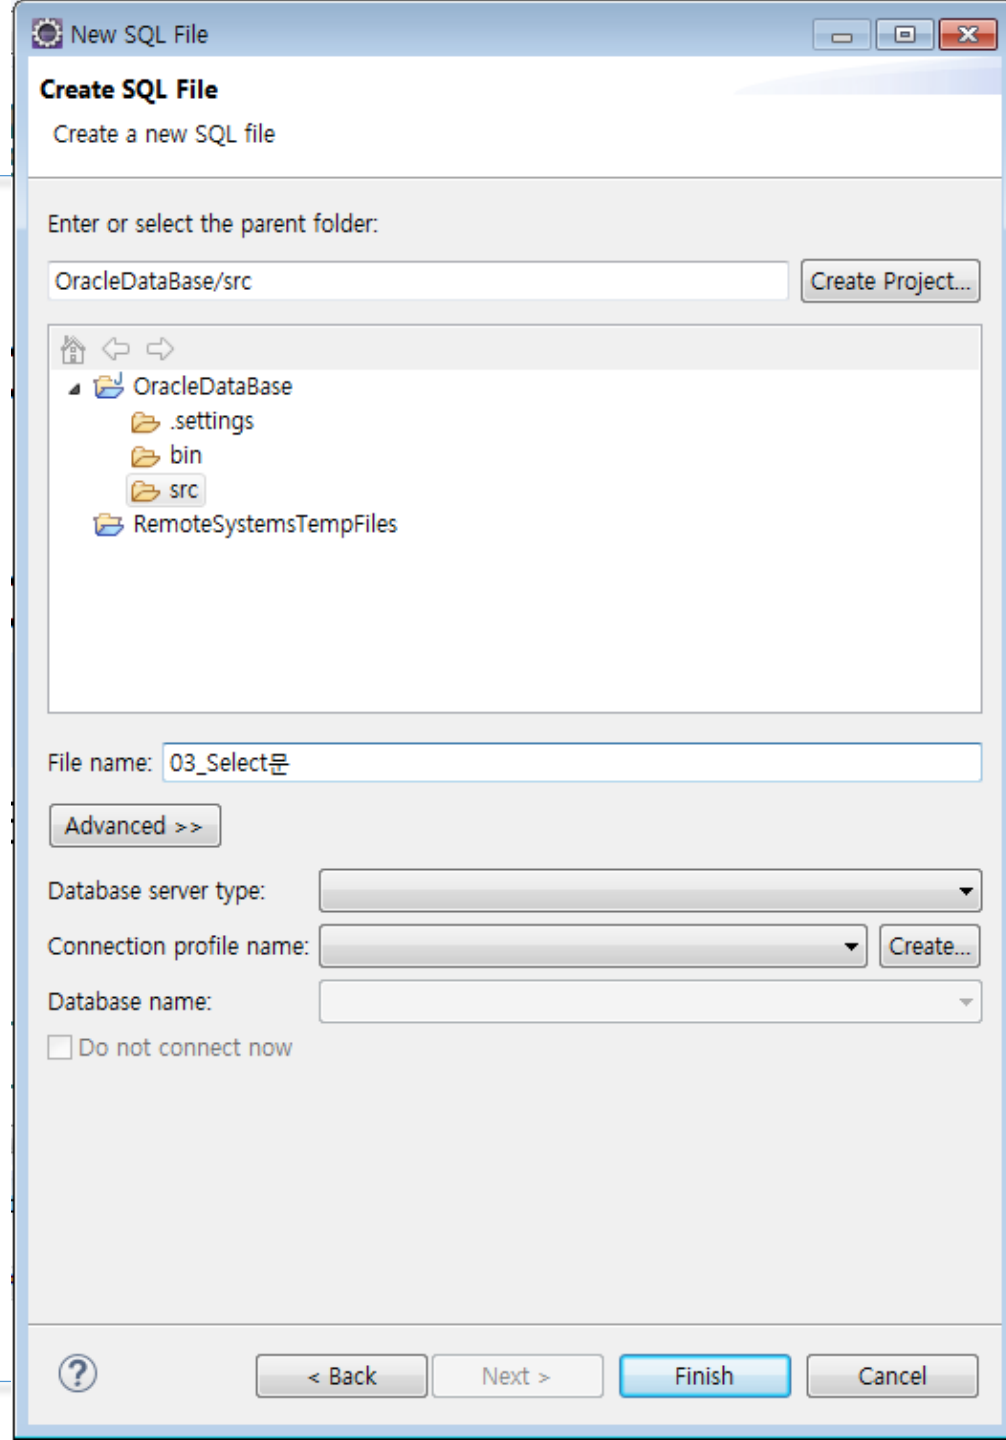 New SQL File
Create SQL File
Create a new SQL file
Enter or select the parent folder:
OracleDataBase/src
Create Project...
OracleDataBase
.settings
bin
src
RemoteSystemsTempFiles
File name: 03_Select문
Advanced >>
Database server type:
Connection profile name: Create...
Database name:
Do not connect now
? < Back Next > Finish Cancel